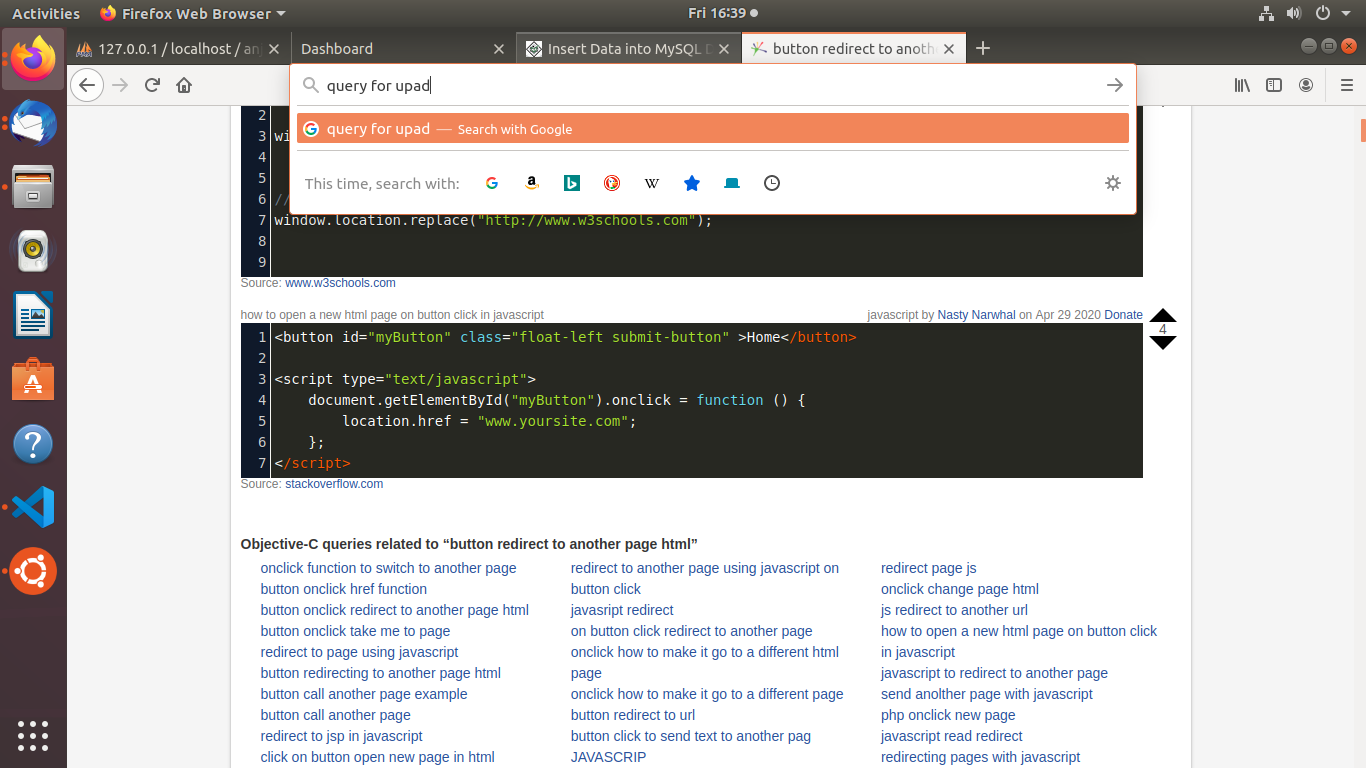 Activities Firefox Web Browser Fri 16:39
127.0.0.1 / localhost / an
Dashboard
Insert Data into MySQL D
button redirect to anothe
query for upad
query for upad — Search with Google
This time, search with:
2
3 wi
4
5
6 //
7 window.location.replace("http://www.w3schools.com");
8
9
Source: www.w3schools.com
how to open a new html page on button click in javascript
javascript by Nasty Narwhal on Apr 29 2020 Donate
4
1 <button id="myButton" class="float-left submit-button" >Home</button>
2
3 <script type="text/javascript">
4 document.getElementById("myButton").onclick = function () {
5 location.href = "www.yoursite.com";
6 };
7 </script>
Source: stackoverflow.com
Objective-C queries related to “button redirect to another page html”
onclick function to switch to another page
button onclick href function
button onclick redirect to another page html
button onclick take me to page
redirect to page using javascript
button redirecting to another page html
button call another page example
button call another page
redirect to jsp in javascript
click on button open new page in html
redirect to another page using javascript on
button click
javasript redirect
on button click redirect to another page
onclick how to make it go to a different html
page
onclick how to make it go to a different page
button redirect to url
button click to send text to another pag
JAVASCRIP
redirect page js
onclick change page html
js redirect to another url
how to open a new html page on button click
in javascript
javascript to redirect to another page
send anolther page with javascript
php onclick new page
javascript read redirect
redirecting pages with javascript